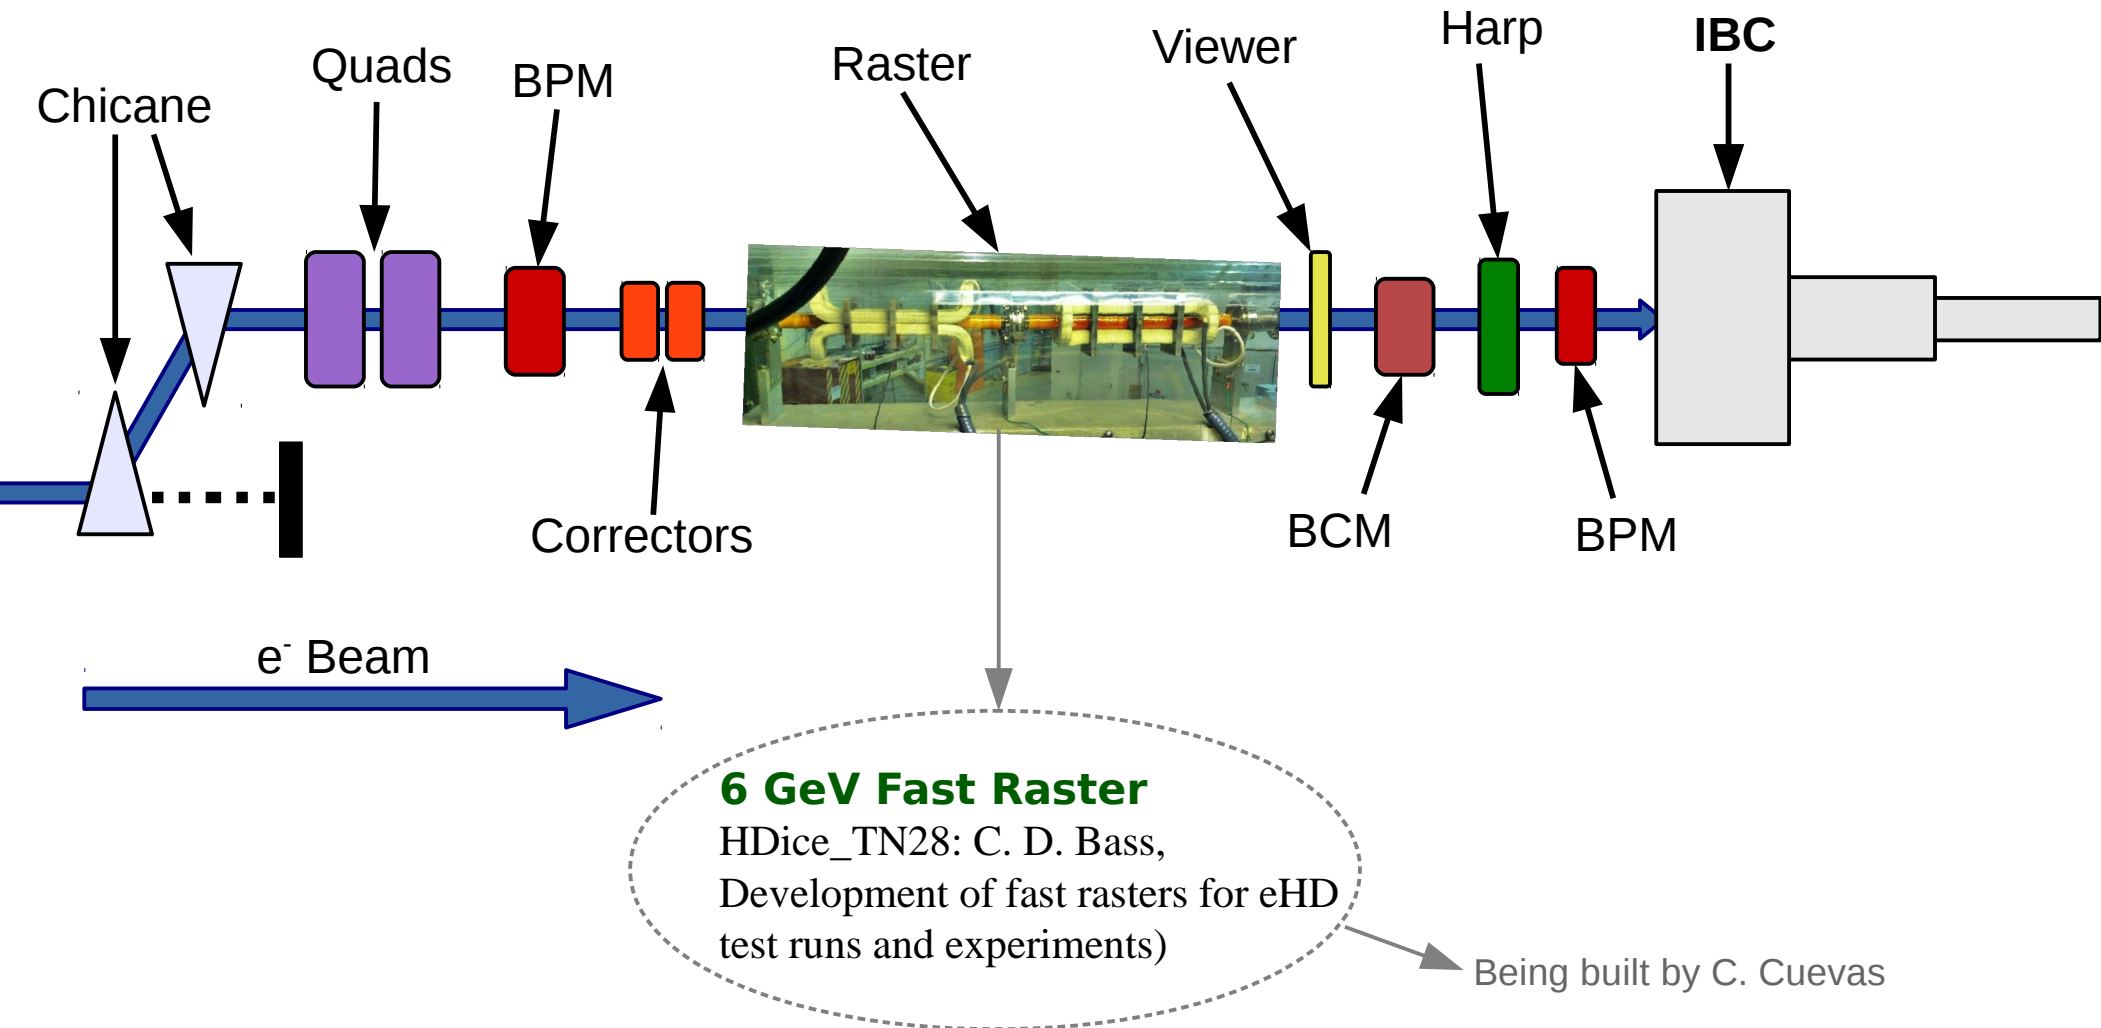 Chicane
Quads
BPM
Raster
Viewer
Harp
IBC
Correctors
BCM
BPM
e- Beam
6 GeV Fast Raster
HDice_TN28: C. D. Bass,
Development of fast rasters for eHD
test runs and experiments)
Being built by C. Cuevas